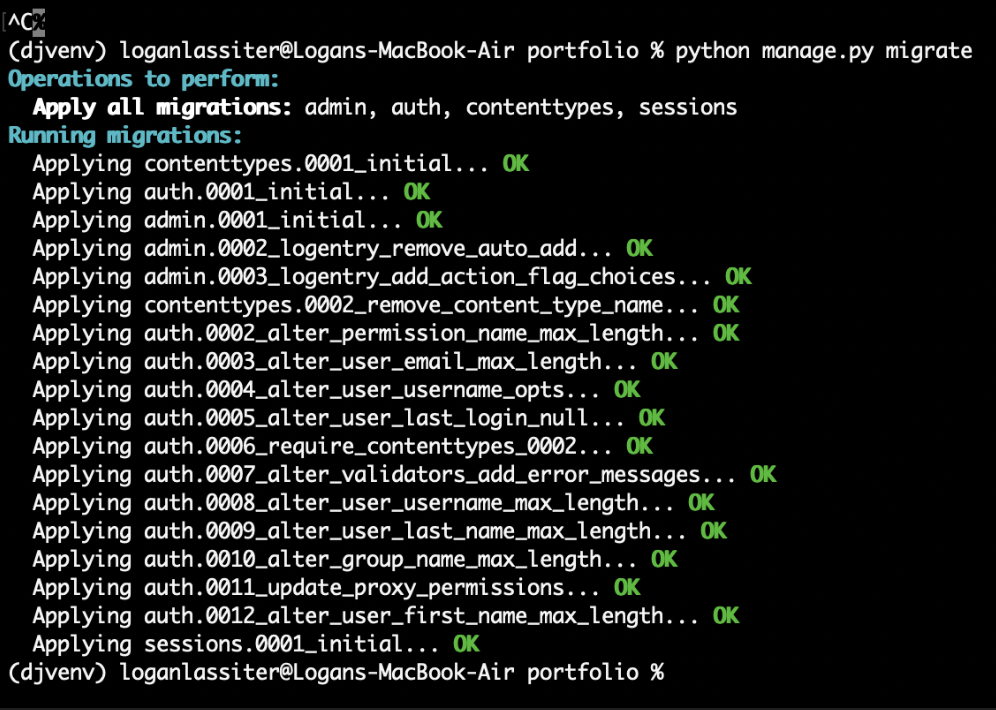 ^C%
(djvenv) loganlassiter@Logans-MacBook-Air portfolio % python manage.py migrate
Operations to perform:
  Apply all migrations: admin, auth, contenttypes, sessions
Running migrations:
  Applying contenttypes.0001_initial... OK
  Applying auth.0001_initial... OK
  Applying admin.0001_initial... OK
  Applying admin.0002_logentry_remove_auto_add... OK
  Applying admin.0003_logentry_add_action_flag_choices... OK
  Applying contenttypes.0002_remove_content_type_name... OK
  Applying auth.0002_alter_permission_name_max_length... OK
  Applying auth.0003_alter_user_email_max_length... OK
  Applying auth.0004_alter_user_username_opts... OK
  Applying auth.0005_alter_user_last_login_null... OK
  Applying auth.0006_require_contenttypes_0002... OK
  Applying auth.0007_alter_validators_add_error_messages... OK
  Applying auth.0008_alter_user_username_max_length... OK
  Applying auth.0009_alter_user_last_name_max_length... OK
  Applying auth.0010_alter_group_name_max_length... OK
  Applying auth.0011_update_proxy_permissions... OK
  Applying auth.0012_alter_user_first_name_max_length... OK
  Applying sessions.0001_initial... OK
(djvenv) loganlassiter@Logans-MacBook-Air portfolio %